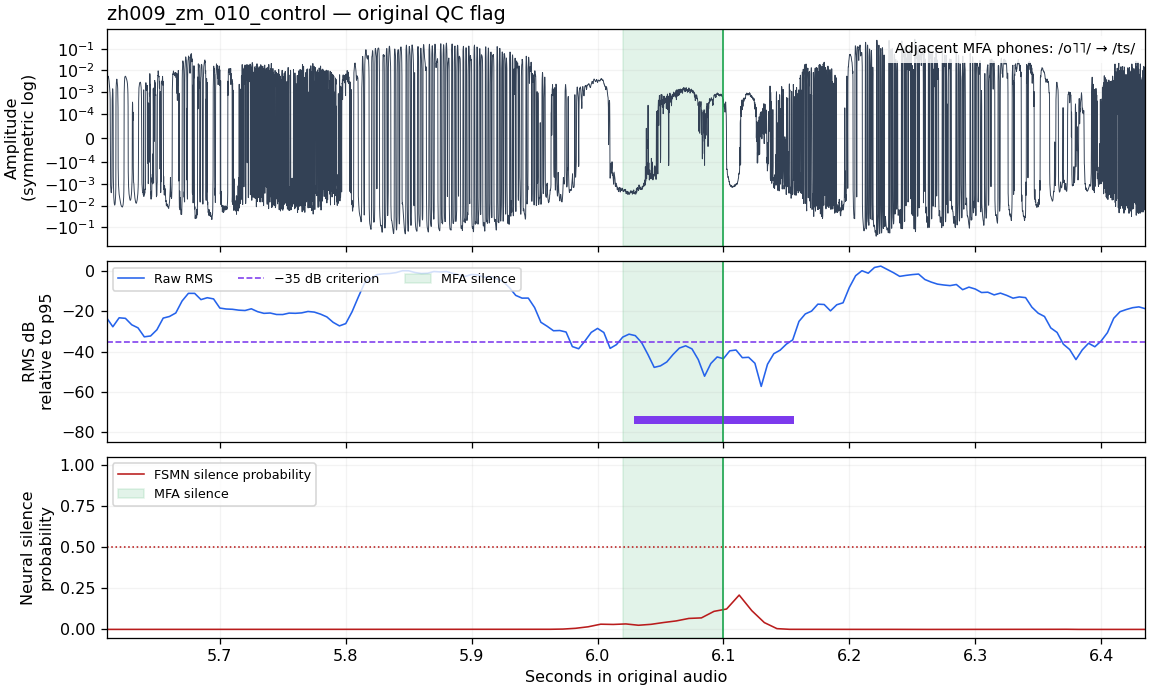 zh009_zm_010_control — original QC flag
Adjacent MFA phones: /o˥˥/ → /ts/
Amplitude
(symmetric log)
10⁻¹
10⁻²
10⁻³
10⁻⁴
0
−10⁻⁴
−10⁻³
−10⁻²
−10⁻¹
Raw RMS
−35 dB criterion
MFA silence
RMS dB
relative to p95
0
−20
−40
−60
−80
FSMN silence probability
MFA silence
Neural silence
probability
1.00
0.75
0.50
0.25
0.00
5.7 5.8 5.9 6.0 6.1 6.2 6.3 6.4
Seconds in original audio